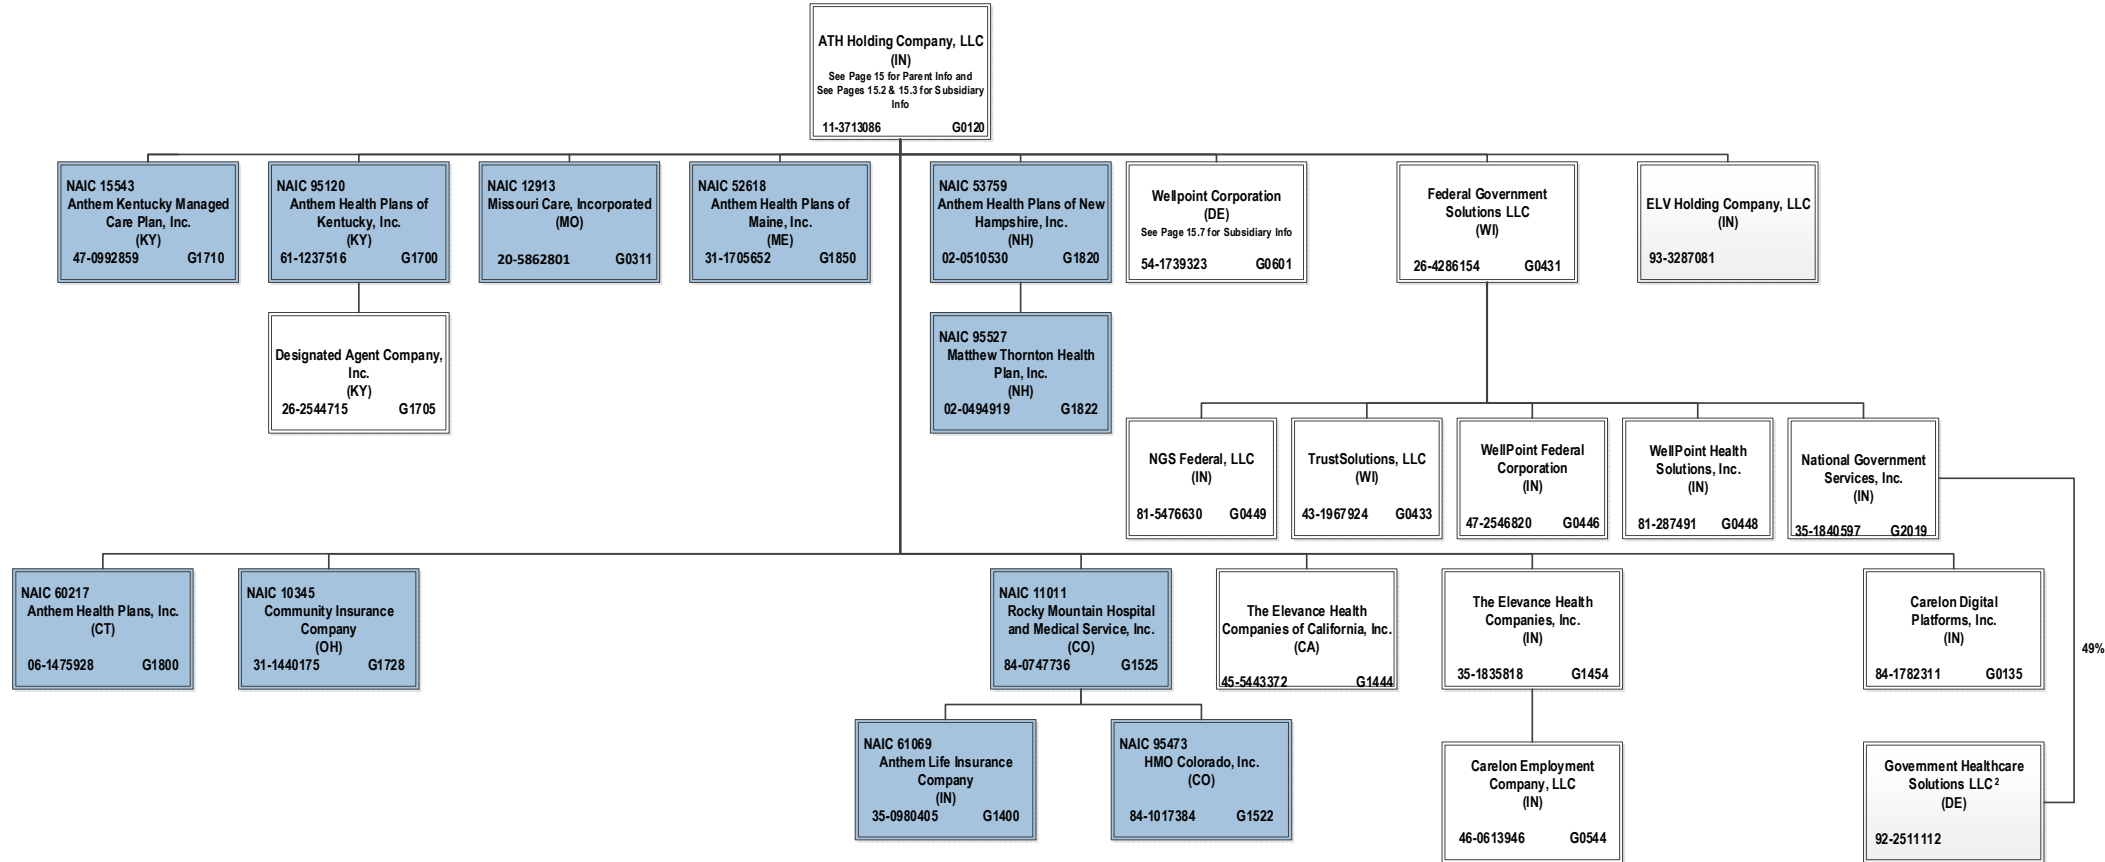 ATH Holding Company, LLC
(IN)
See Page 15 for Parent Info and
See Pages 15.2 & 15.3 for Subsidiary
Info
11-3713086 G0120
NAIC 15543
Anthem Kentucky Managed
Care Plan, Inc.
(KY)
47-0992859 G1710
NAIC 95120
Anthem Health Plans of
Kentucky, Inc.
(KY)
61-1237516 G1700
NAIC 12913
Missouri Care, Incorporated
(MO)
20-5862801 G0311
NAIC 52618
Anthem Health Plans of
Maine, Inc.
(ME)
31-1705652 G1850
NAIC 53759
Anthem Health Plans of New
Hampshire, Inc.
(NH)
02-0510530 G1820
Wellpoint Corporation
(DE)
See Page 15.7 for Subsidiary Info
54-1739323 G0601
Federal Government
Solutions LLC
(WI)
26-4286154 G0431
ELV Holding Company, LLC
(IN)
93-3287081
Designated Agent Company,
Inc.
(KY)
26-2544715 G1705
NAIC 95527
Matthew Thornton Health
Plan, Inc.
(NH)
02-0494919 G1822
NGS Federal, LLC
(IN)
81-5476630 G0449
TrustSolutions, LLC
(WI)
43-1967924 G0433
WellPoint Federal
Corporation
(IN)
47-2546820 G0446
WellPoint Health
Solutions, Inc.
(IN)
81-287491 G0448
National Government
Services, Inc.
(IN)
35-1840597 G2019
NAIC 60217
Anthem Health Plans, Inc.
(CT)
06-1475928 G1800
NAIC 10345
Community Insurance
Company
(OH)
31-1440175 G1728
NAIC 11011
Rocky Mountain Hospital
and Medical Service, Inc.
(CO)
84-0747736 G1525
The Elevance Health
Companies of California, Inc.
(CA)
45-5443372 G1444
The Elevance Health
Companies, Inc.
(IN)
35-1835818 G1454
Carelon Digital
Platforms, Inc.
(IN)
84-1782311 G0135
49%
NAIC 61069
Anthem Life Insurance
Company
(IN)
35-0980405 G1400
NAIC 95473
HMO Colorado, Inc.
(CO)
84-1017384 G1522
Carelon Employment
Company, LLC
(IN)
46-0613946 G0544
Government Healthcare
Solutions LLC²
(DE)
92-2511112